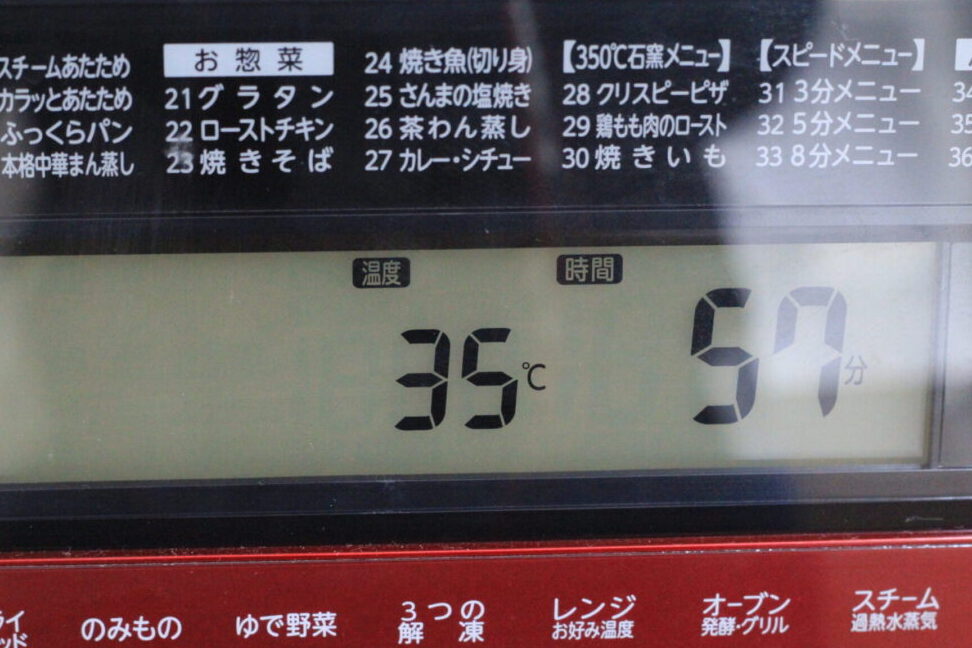 スチームあたため
カラッとあたため
ふっくらパン
本格中華まん蒸し
お惣菜
21 グラタン
22 ローストチキン
23 焼きそば
24 焼き魚(切り身)
25 さんまの塩焼き
26 茶わん蒸し
27 カレー・シチュー
【350℃石窯メニュー】
28 クリスピーピザ
29 鶏もも肉のロースト
30 焼きいも
【スピードメニュー】
31 3分メニュー
32 5分メニュー
33 8分メニュー
34
35
36
温度
35℃
時間
57分
のみもの
ゆで野菜
3つの
解凍
レンジ
お好み温度
オーブン
発酵・グリル
スチーム
過熱水蒸気